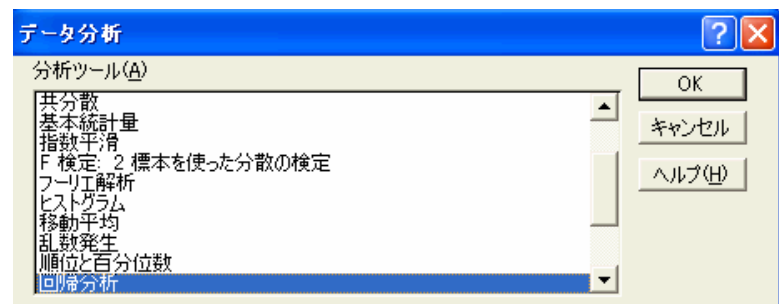 データ分析
分析ツール(A)
共分散
基本統計量
指数平滑
F 検定: 2 標本を使った分散の検定
フーリエ解析
ヒストグラム
移動平均
乱数発生
順位と百分位数
回帰分析
OK
キャンセル
ヘルプ(H)